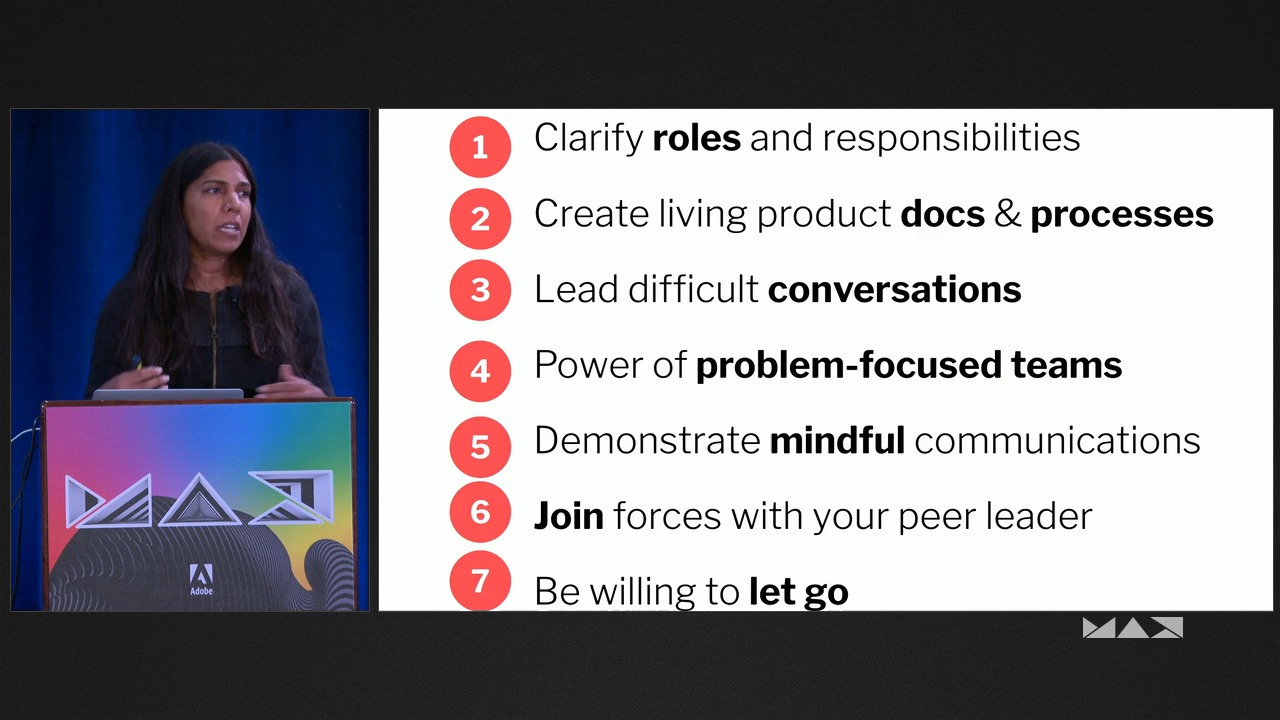 1 Clarify roles and responsibilities
2 Create living product docs & processes
3 Lead difficult conversations
4 Power of problem-focused teams
5 Demonstrate mindful communications
6 Join forces with your peer leader
7 Be willing to let go
MAX
Adobe
MAX